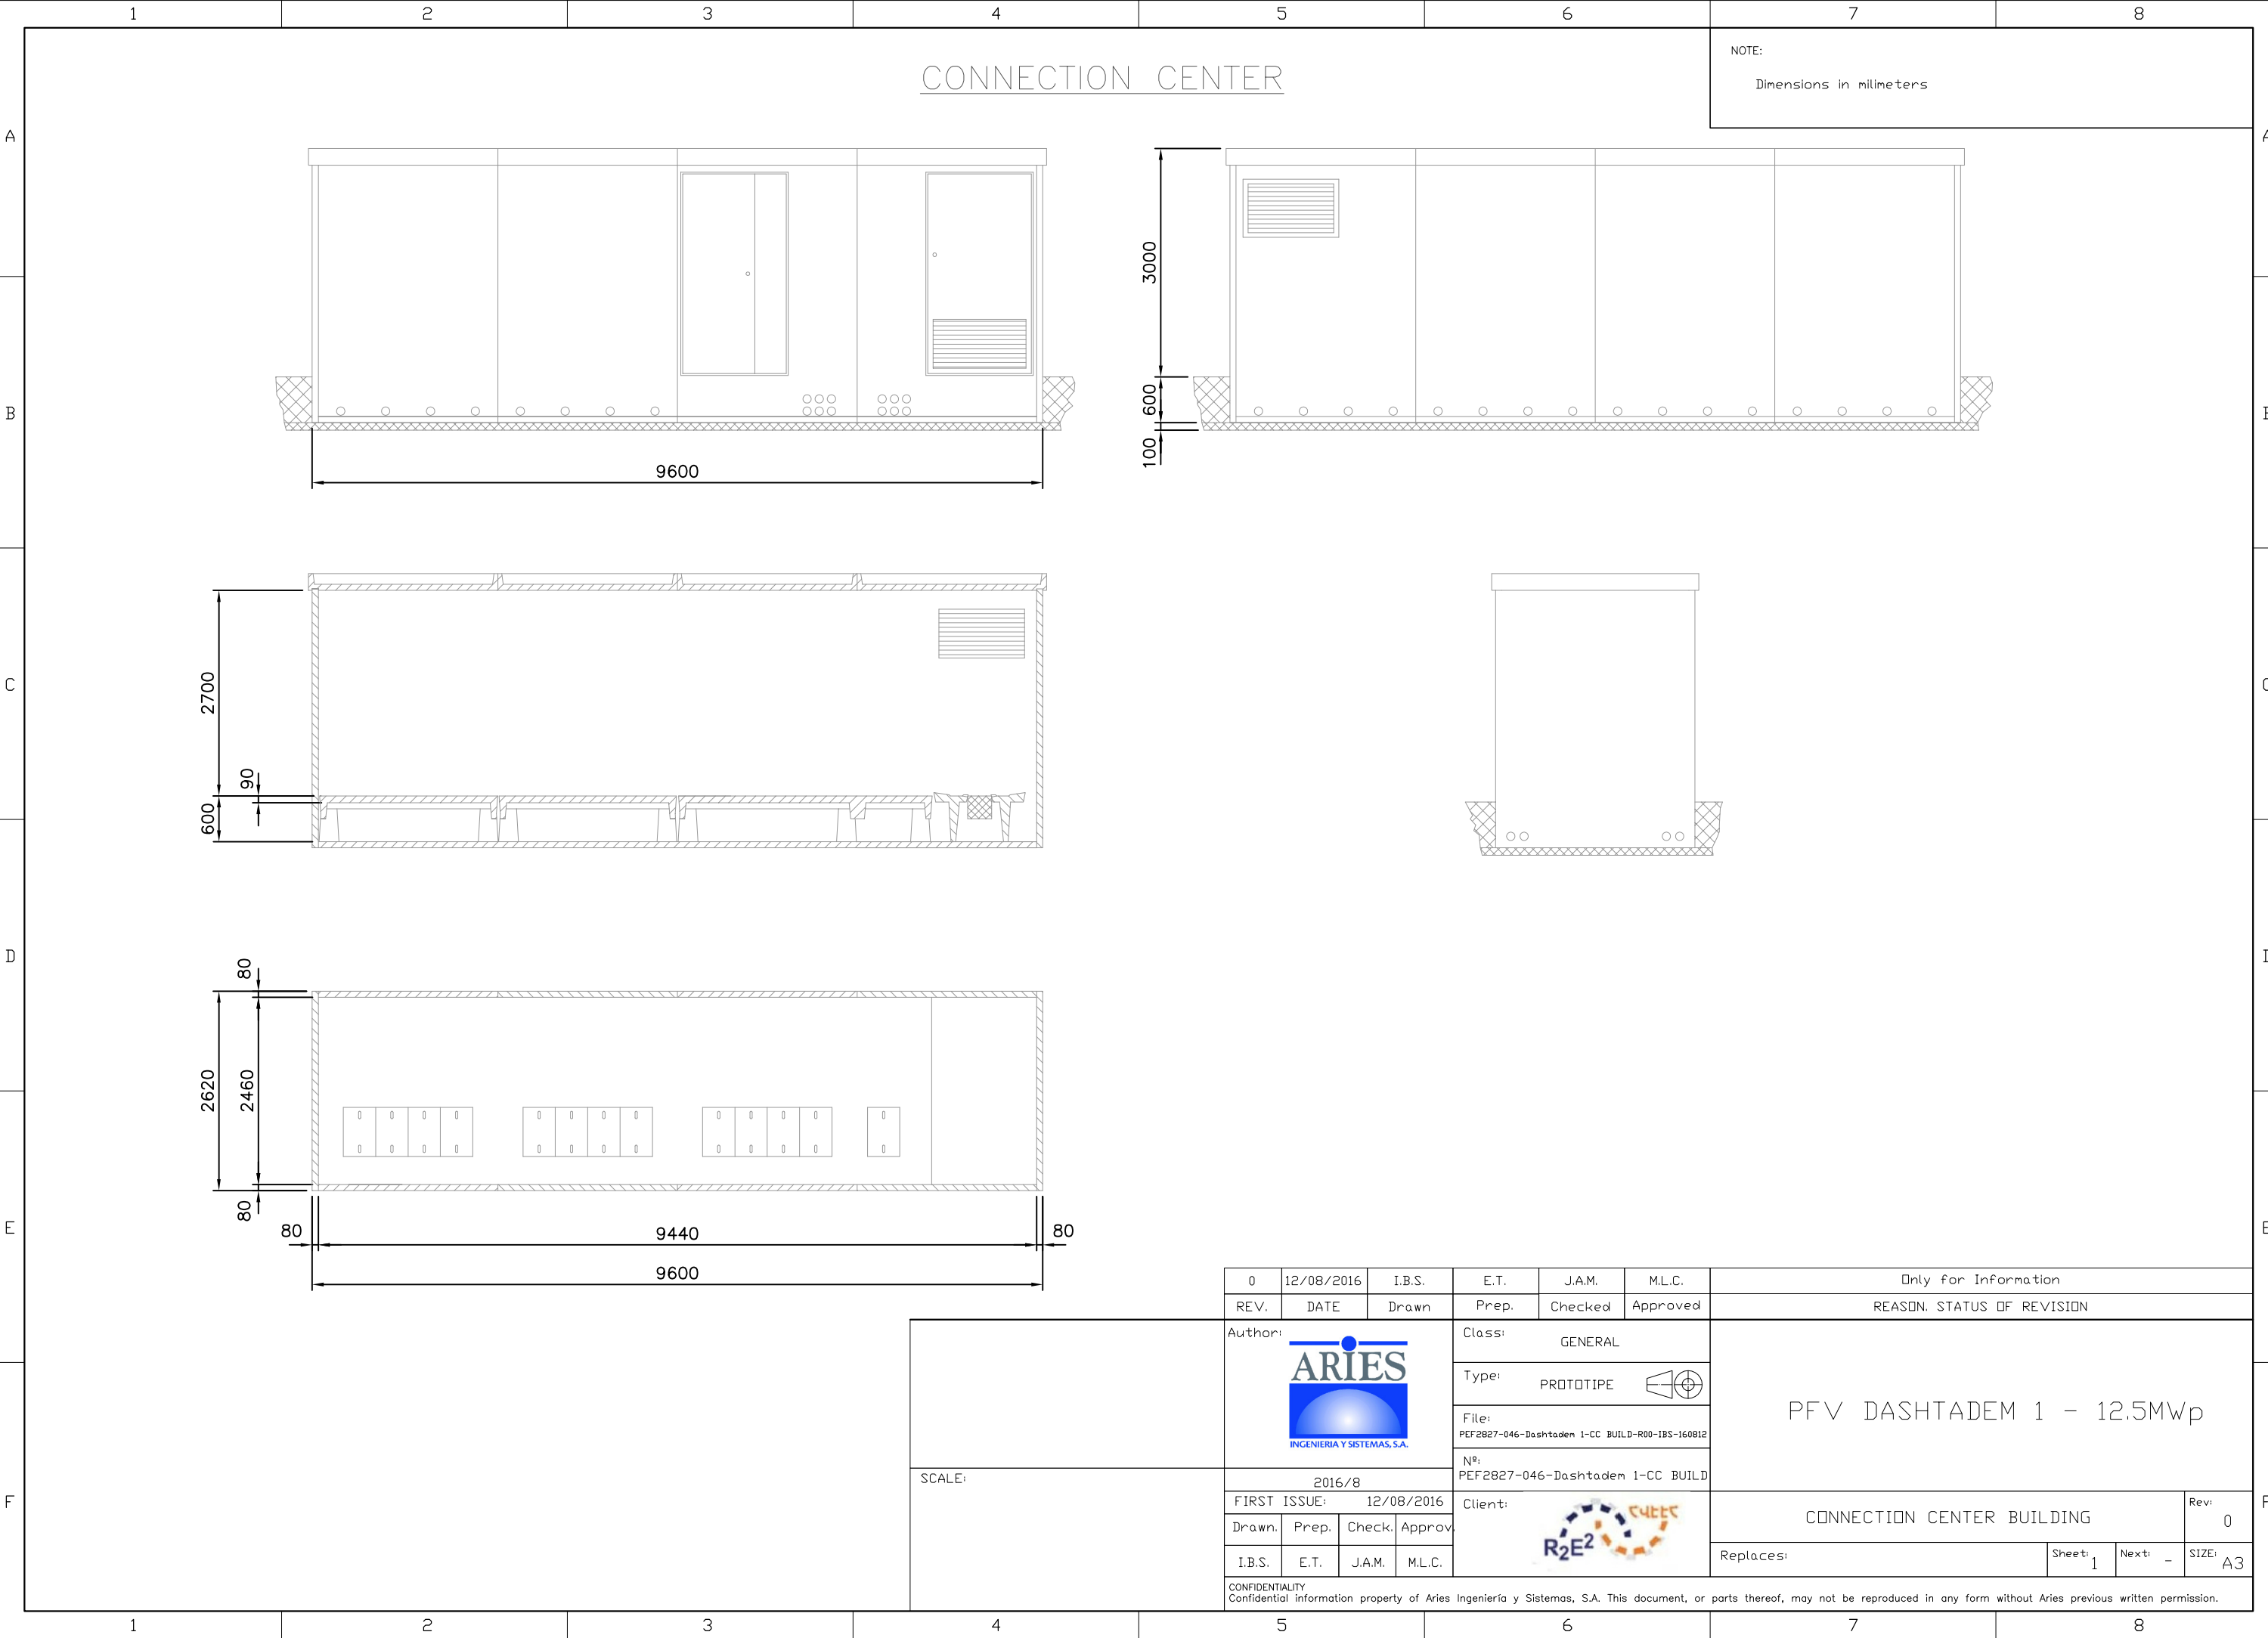 1 2 3 4 5 6 7 8
NOTE:
Dimensions in milimeters
CONNECTION CENTER
A
B
C
D
E
F
A
B
E
3000
600
100
9600
2700
90
600
80
2620
2460
80
80
9440
80
9600
0 12/08/2016 I.B.S. E.T. J.A.M. M.L.C. Only for Information
REV. DATE Drawn Prep. Checked Approved REASON. STATUS OF REVISION
Author:
ARIES
INGENIERIA Y SISTEMAS, S.A.
Class:
GENERAL
Type:
PROTOTIPE
File:
PEF2827-046-Dashtadem 1-CC BUILD-R00-IBS-160812
Nº:
PEF2827-046-Dashtadem 1-CC BUILD
PFV DASHTADEM 1 - 12.5MWp
SCALE:
2016/8
FIRST ISSUE: 12/08/2016
Drawn. Prep. Check. Approv.
I.B.S. E.T. J.A.M. M.L.C.
Client:
R2E²
CONNECTION CENTER BUILDING
Rev:
0
Replaces:
Sheet: 1
Next: -
SIZE: A3
CONFIDENTIALITY
Confidential information property of Aries Ingeniería y Sistemas, S.A. This document, or parts thereof, may not be reproduced in any form without Aries previous written permission.
1 2 3 4 5 6 7 8